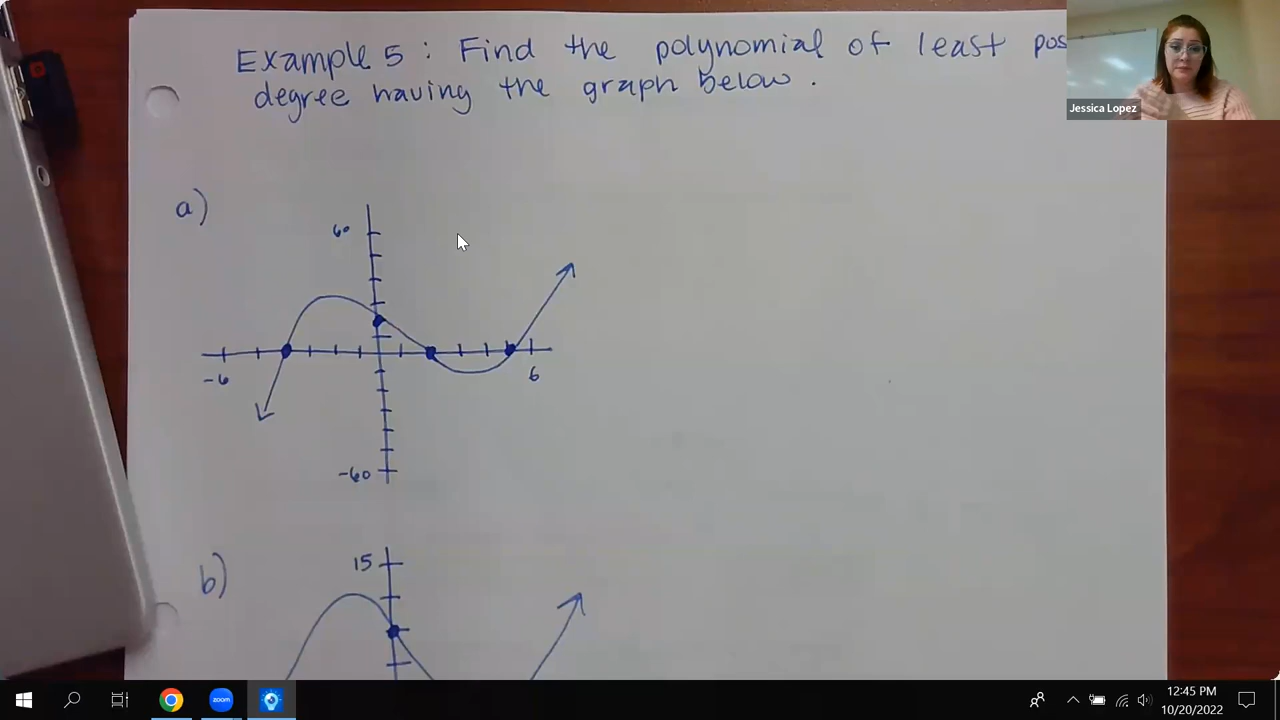 Example 5: Find the polynomial of least pos
degree having the graph below.
Jessica Lopez
a)
60
-6
6
-60
b)
15
zoom
12:45 PM
10/20/2022